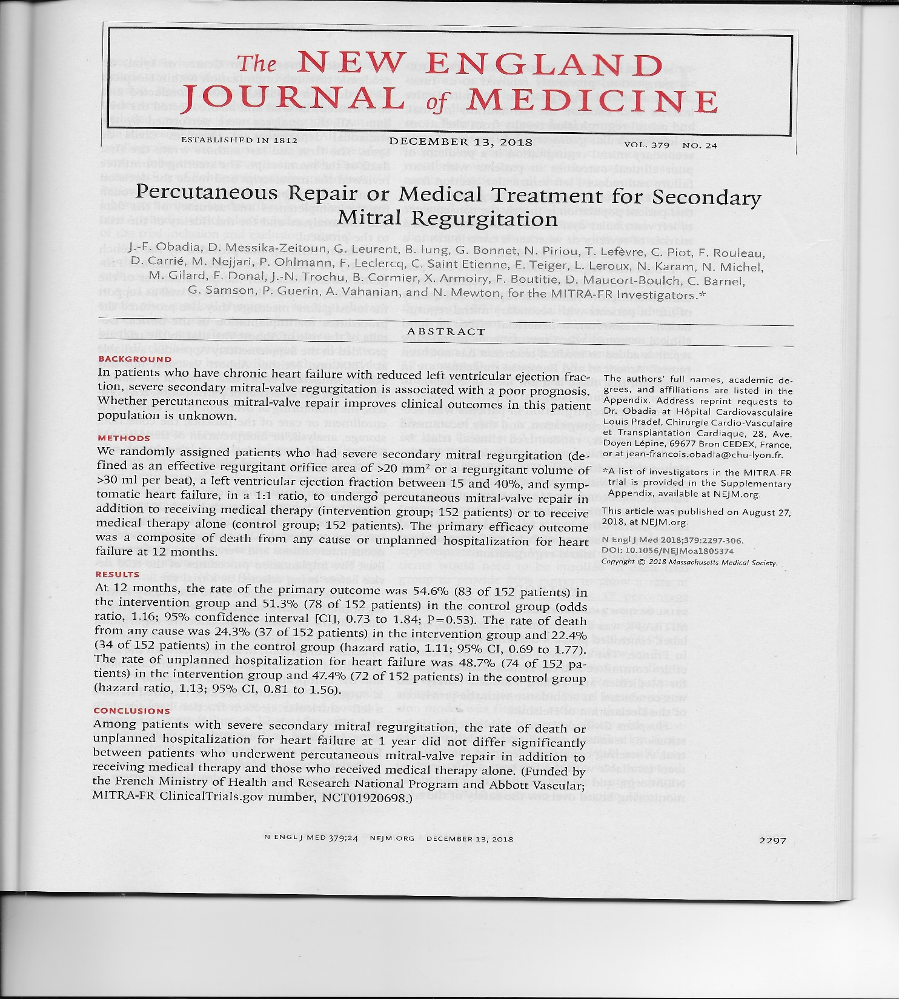 The NEW ENGLAND
JOURNAL of MEDICINE
ESTABLISHED IN 1812
DECEMBER 13, 2018
VOL. 379 NO. 24
Percutaneous Repair or Medical Treatment for Secondary
Mitral Regurgitation
J.-F. Obadia, D. Messika-Zeitoun, G. Leurent, B. Iung, G. Bonnet, N. Piriou, T. Lefèvre, C. Piot, F. Rouleau,
D. Carrié, M. Nejjari, P. Ohlmann, F. Leclercq, C. Saint Etienne, E. Teiger, L. Leroux, N. Karam, N. Michel,
M. Gilard, E. Donal, J.-N. Trochu, B. Cormier, X. Armoiry, F. Boutitie, D. Maucort-Boulch, C. Barnel,
G. Samson, P. Guerin, A. Vahanian, and N. Mewton, for the MITRA-FR Investigators.*
ABSTRACT
BACKGROUND
In patients who have chronic heart failure with reduced left ventricular ejection frac-
tion, severe secondary mitral-valve regurgitation is associated with a poor prognosis.
Whether percutaneous mitral-valve repair improves clinical outcomes in this patient
population is unknown.
METHODS
We randomly assigned patients who had severe secondary mitral regurgitation (de-
fined as an effective regurgitant orifice area of >20 mm² or a regurgitant volume of
>30 ml per beat), a left ventricular ejection fraction between 15 and 40%, and symp-
tomatic heart failure, in a 1:1 ratio, to undergo percutaneous mitral-valve repair in
addition to receiving medical therapy (intervention group; 152 patients) or to receive
medical therapy alone (control group; 152 patients). The primary efficacy outcome
was a composite of death from any cause or unplanned hospitalization for heart
failure at 12 months.
RESULTS
At 12 months, the rate of the primary outcome was 54.6% (83 of 152 patients) in
the intervention group and 51.3% (78 of 152 patients) in the control group (odds
ratio, 1.16; 95% confidence interval [CI], 0.73 to 1.84; P=0.53). The rate of death
from any cause was 24.3% (37 of 152 patients) in the intervention group and 22.4%
(34 of 152 patients) in the control group (hazard ratio, 1.11; 95% CI, 0.69 to 1.77).
The rate of unplanned hospitalization for heart failure was 48.7% (74 of 152 pa-
tients) in the intervention group and 47.4% (72 of 152 patients) in the control group
(hazard ratio, 1.13; 95% CI, 0.81 to 1.56).
CONCLUSIONS
Among patients with severe secondary mitral regurgitation, the rate of death or
unplanned hospitalization for heart failure at 1 year did not differ significantly
between patients who underwent percutaneous mitral-valve repair in addition to
receiving medical therapy and those who received medical therapy alone. (Funded by
the French Ministry of Health and Research National Program and Abbott Vascular;
MITRA-FR ClinicalTrials.gov number, NCT01920698.)
The authors' full names, academic de-
grees, and affiliations are listed in the
Appendix. Address reprint requests to
Dr. Obadia at Hôpital Cardiovasculaire
Louis Pradel, Chirurgie Cardio-Vasculaire
et Transplantation Cardiaque, 28, Ave.
Doyen Lépine, 69677 Bron CEDEX, France,
or at jean-francois.obadia@chu-lyon.fr.
*A list of investigators in the MITRA-FR
trial is provided in the Supplementary
Appendix, available at NEJM.org.
This article was published on August 27,
2018, at NEJM.org.
N Engl J Med 2018;379:2297-306.
DOI: 10.1056/NEJMoa1805374
Copyright © 2018 Massachusetts Medical Society.
N ENGL J MED 379;24 NEJM.ORG DECEMBER 13, 2018
2297